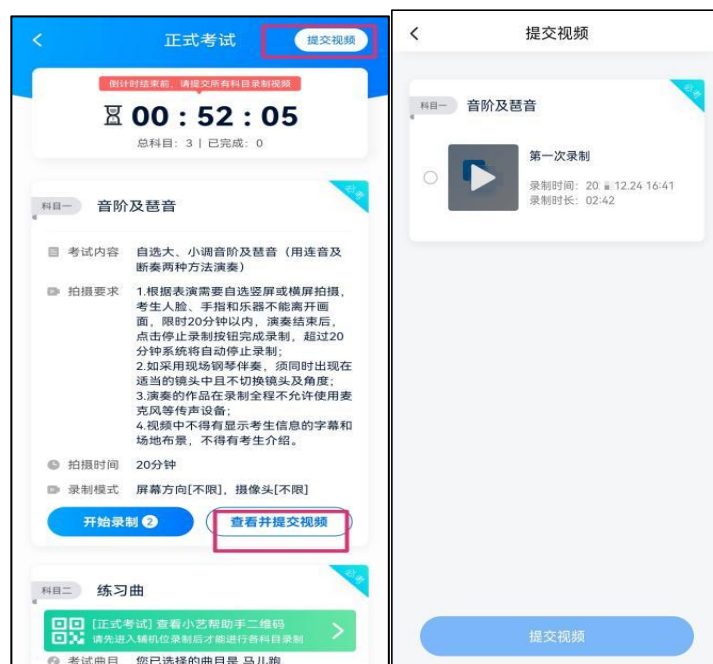 正式考试
提交视频
倒计时结束前，请提交所有科目录制视频
00：52：05
总科目：3 | 已完成：0
必考
科目一
音阶及琶音
考试内容
自选大、小调音阶及琶音（用连音及
断奏两种方法演奏）
拍摄要求
1.根据表演需要自选竖屏或横屏拍摄，
考生人脸、手指和乐器不能离开画
面，限时20分钟以内，演奏结束后，
点击停止录制按钮完成录制，超过20
分钟系统将自动停止录制；
2.如采用现场钢琴伴奏，须同时出现在
适当的镜头中且不切换镜头及角度；
3.演奏的作品在录制全程不允许使用麦
克风等传声设备；
4.视频中不得有显示考生信息的字幕和
场地布景，不得有考生介绍。
拍摄时间
20分钟
录制模式
屏幕方向[不限]，摄像头[不限]
开始录制 2
查看并提交视频
必考
科目二
练习曲
[正式考试] 查看小艺帮助手二维码
请先进入辅机位录制后才能进行各科目录制
考试曲目
您已选择的曲目是 马儿跑
提交视频
必考
科目一
音阶及琶音
第一次录制
录制时间：20 12.24 16:41
录制时长：02:42
提交视频